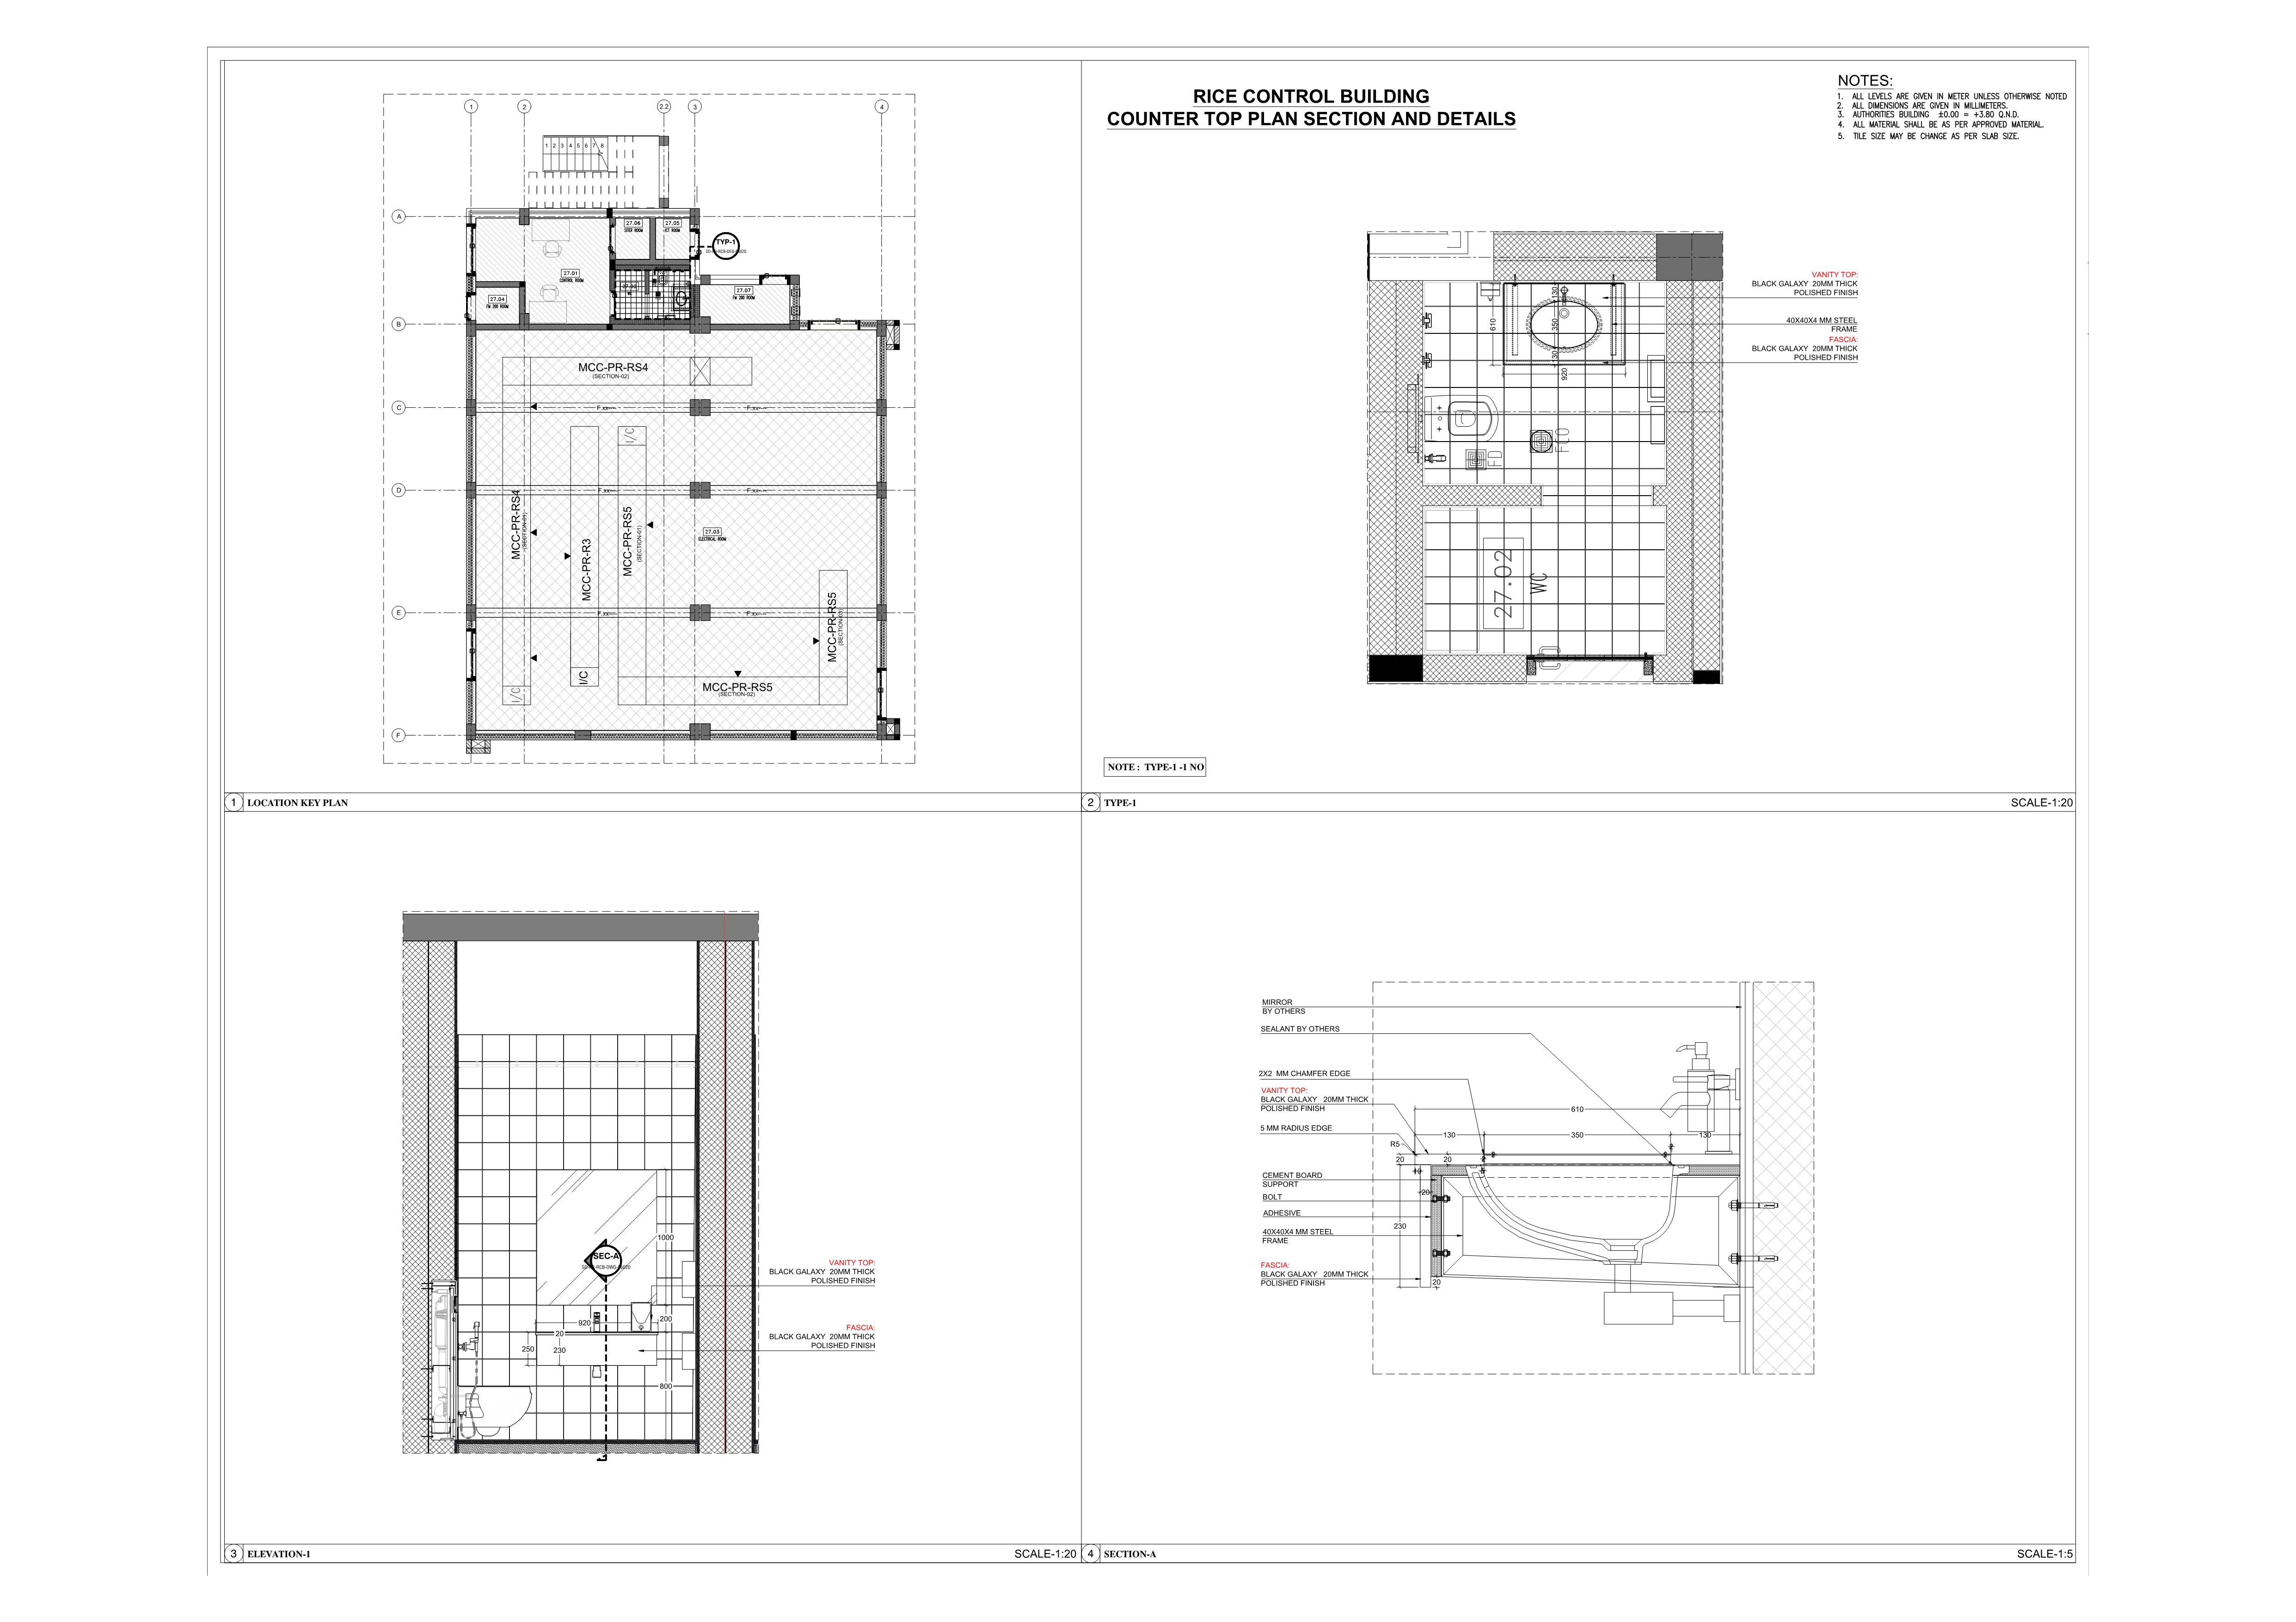 RICE CONTROL BUILDING
COUNTER TOP PLAN SECTION AND DETAILS
NOTES:
1. ALL LEVELS ARE GIVEN IN METER UNLESS OTHERWISE NOTED
2. ALL DIMENSIONS ARE GIVEN IN MILLIMETERS.
3. AUTHORITIES BUILDING ±0.00 = +3.80 Q.N.D.
4. ALL MATERIAL SHALL BE AS PER APPROVED MATERIAL.
5. TILE SIZE MAY BE CHANGE AS PER SLAB SIZE.
1 2 2.2 3 4
1 2 3 4 5 6 7 8
A
27.06
27.05
ICT ROOM
TYP-1
27.01
CONTROL ROOM
27.04
FM 200 ROOM
27.07
FM 200 ROOM
B
MCC-PR-RS4
(SECTION-02)
C
I/C
D
MCC-PR-RS4
(SECTION-01)
MCC-PR-R3
MCC-PR-RS5
(SECTION-01)
27.03
ELECTRICAL ROOM
E
MCC-PR-RS5
(SECTION-03)
I/C
I/C
MCC-PR-RS5
(SECTION-02)
F
1 LOCATION KEY PLAN
VANITY TOP:
BLACK GALAXY 20MM THICK
POLISHED FINISH
40X40X4 MM STEEL
FRAME
FASCIA:
BLACK GALAXY 20MM THICK
POLISHED FINISH
610
130
350
130
920
FD
FCO
27.02
WC
NOTE : TYPE-1 -1 NO
2 TYPE-1
SCALE-1:20
1000
SEC-A
200
920
20
250
230
800
VANITY TOP:
BLACK GALAXY 20MM THICK
POLISHED FINISH
FASCIA:
BLACK GALAXY 20MM THICK
POLISHED FINISH
3 ELEVATION-1
SCALE-1:20
MIRROR
BY OTHERS
SEALANT BY OTHERS
2X2 MM CHAMFER EDGE
VANITY TOP:
BLACK GALAXY 20MM THICK
POLISHED FINISH
5 MM RADIUS EDGE
R5
CEMENT BOARD
SUPPORT
BOLT
ADHESIVE
40X40X4 MM STEEL
FRAME
FASCIA:
BLACK GALAXY 20MM THICK
POLISHED FINISH
610
130 350 130
20 20
20
230
20
4 SECTION-A
SCALE-1:5